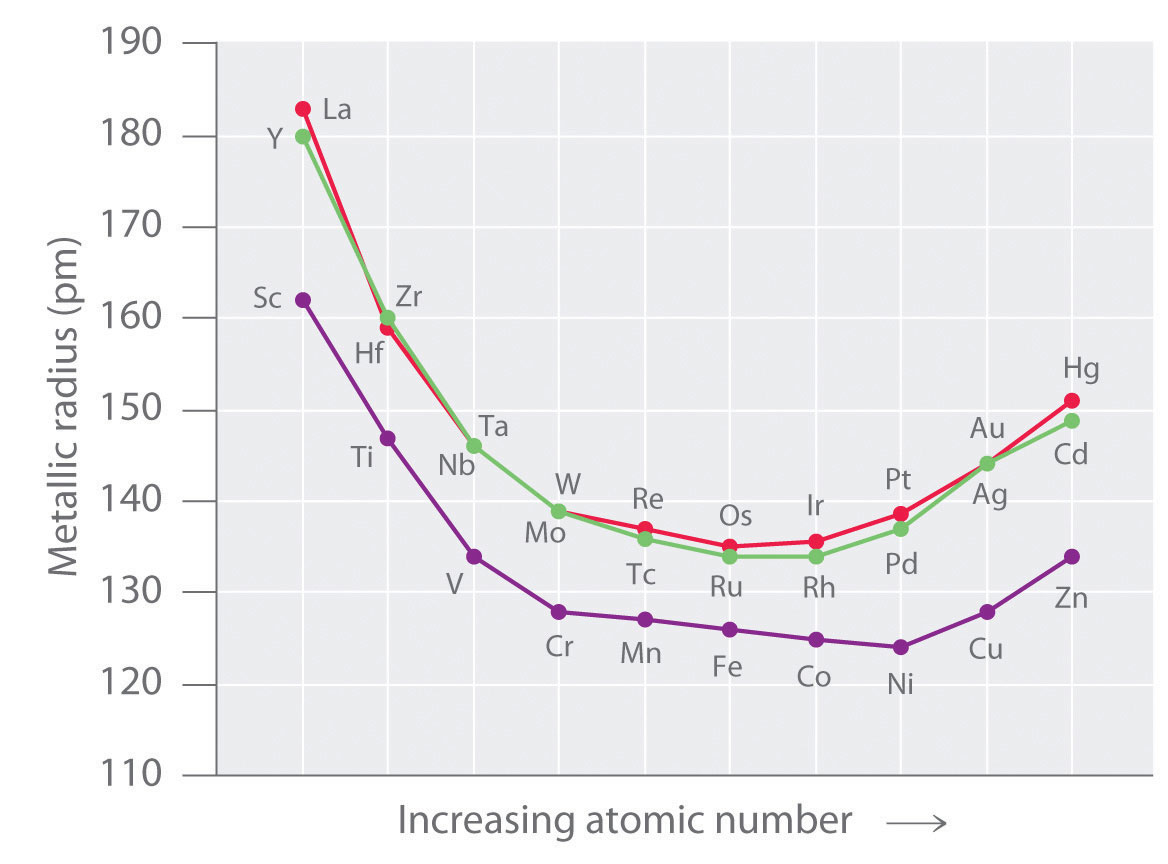 190
180
170
160
150
140
130
120
110
Metallic radius (pm)
La
Y
Sc
Zr
Hf
Ti
Ta
Nb
V
W
Mo
Cr
Re
Tc
Mn
Os
Ru
Fe
Ir
Rh
Co
Pt
Pd
Ni
Au
Ag
Cu
Hg
Cd
Zn
Increasing atomic number →